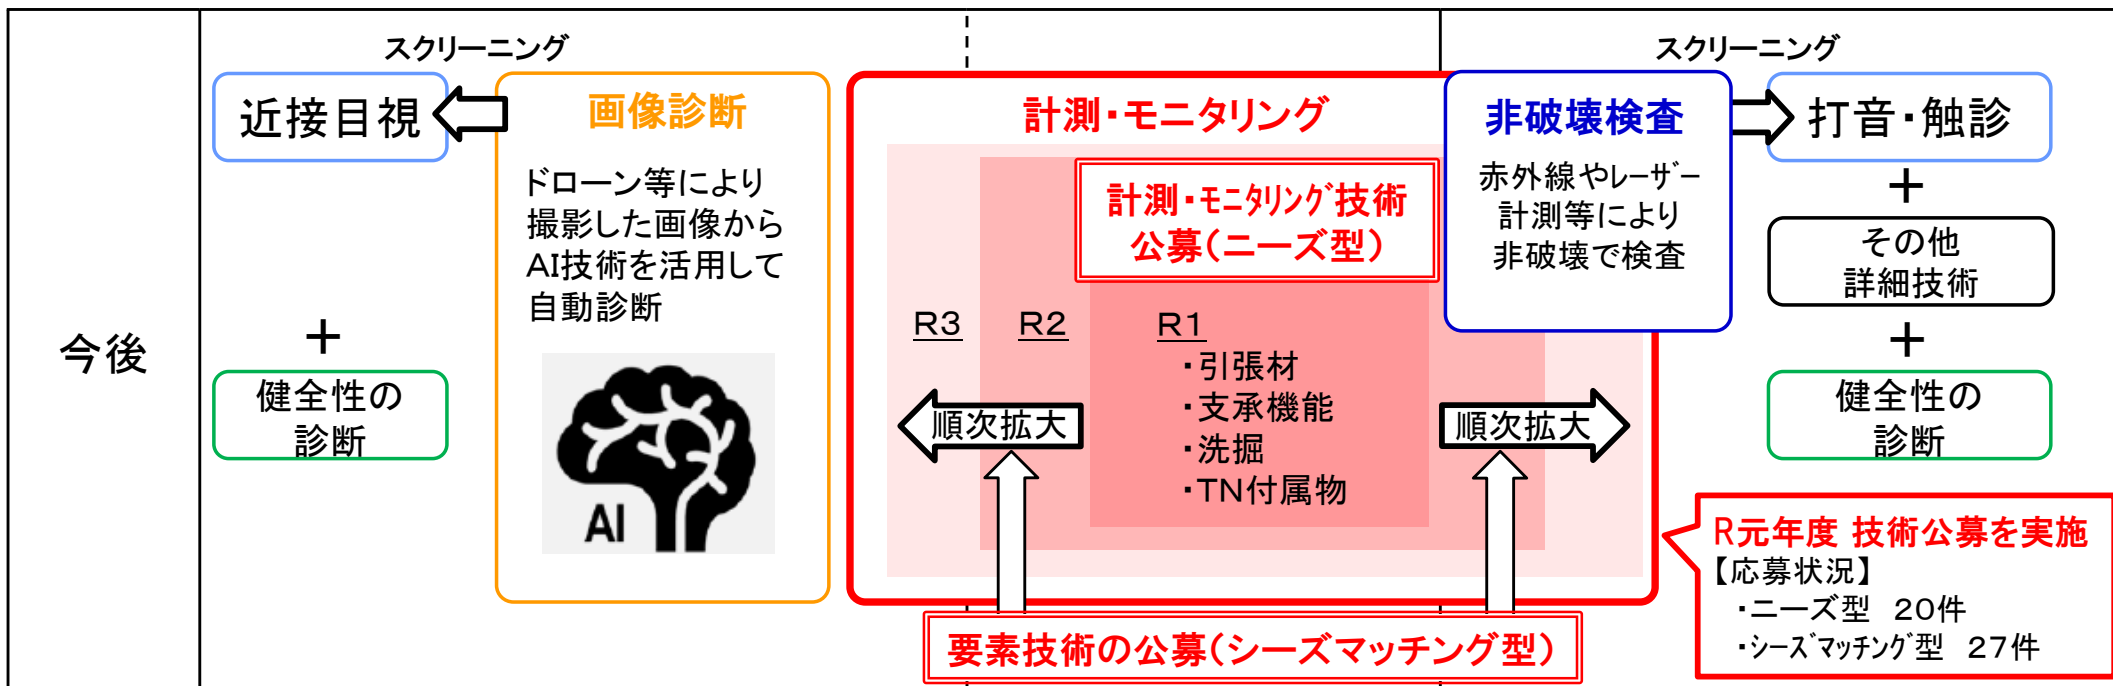 今後
スクリーニング
近接目視
＋
健全性の
診断
画像診断
ドローン等により
撮影した画像から
AI技術を活用して
自動診断
AI
計測・モニタリング
計測・モニタリング技術
公募（ニーズ型）
R3
R2
R1
・引張材
・支承機能
・洗掘
・TN付属物
順次拡大
順次拡大
要素技術の公募（シーズマッチング型）
非破壊検査
赤外線やレーザー
計測等により
非破壊で検査
スクリーニング
打音・触診
＋
その他
詳細技術
＋
健全性の
診断
R元年度 技術公募を実施
【応募状況】
・ニーズ型　２０件
・シーズマッチング型　２７件